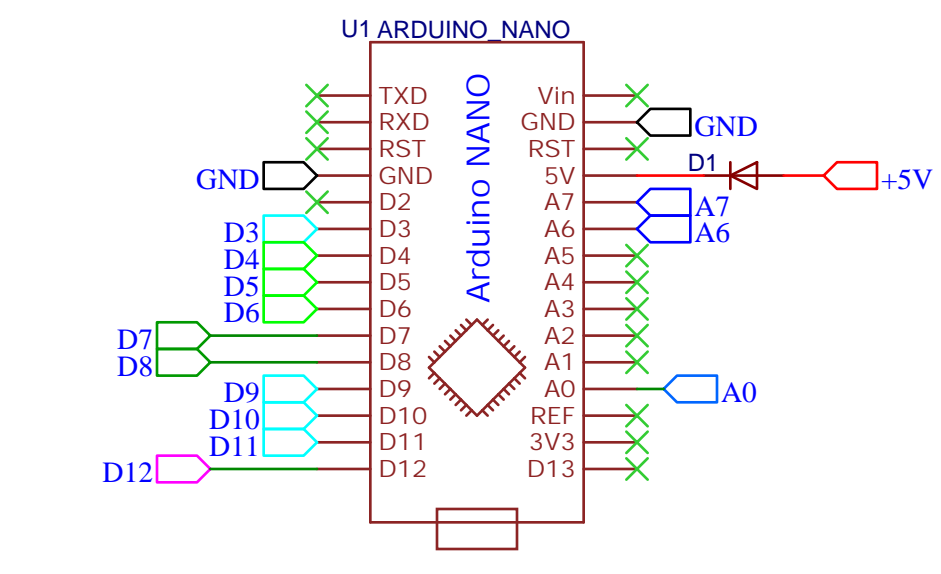 U1 ARDUINO_NANO
Arduino NANO
TXD
RXD
RST
GND GND
D2
D3 D3
D4 D4
D5 D5
D6 D6
D7 D7
D8 D8
D9 D9
D10 D10
D11 D11
D12 D12
Vin
GND GND
RST
5V D1 +5V
A7 A7
A6 A6
A5
A4
A3
A2
A1
A0 A0
REF
3V3
D13